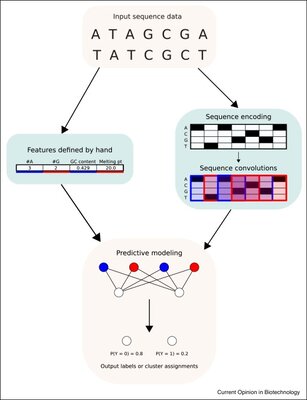 Input sequence data
A T A G C G A
T A T C G C T
Features defined by hand
#A #G GC content Melting pt
3 2 0.429 20.0
Sequence encoding
A
C
G
T
Sequence convolutions
A
C
G
T
Predictive modeling
P(Y = 0) = 0.8 P(Y = 1) = 0.2
Output labels or cluster assignments
Current Opinion in Biotechnology